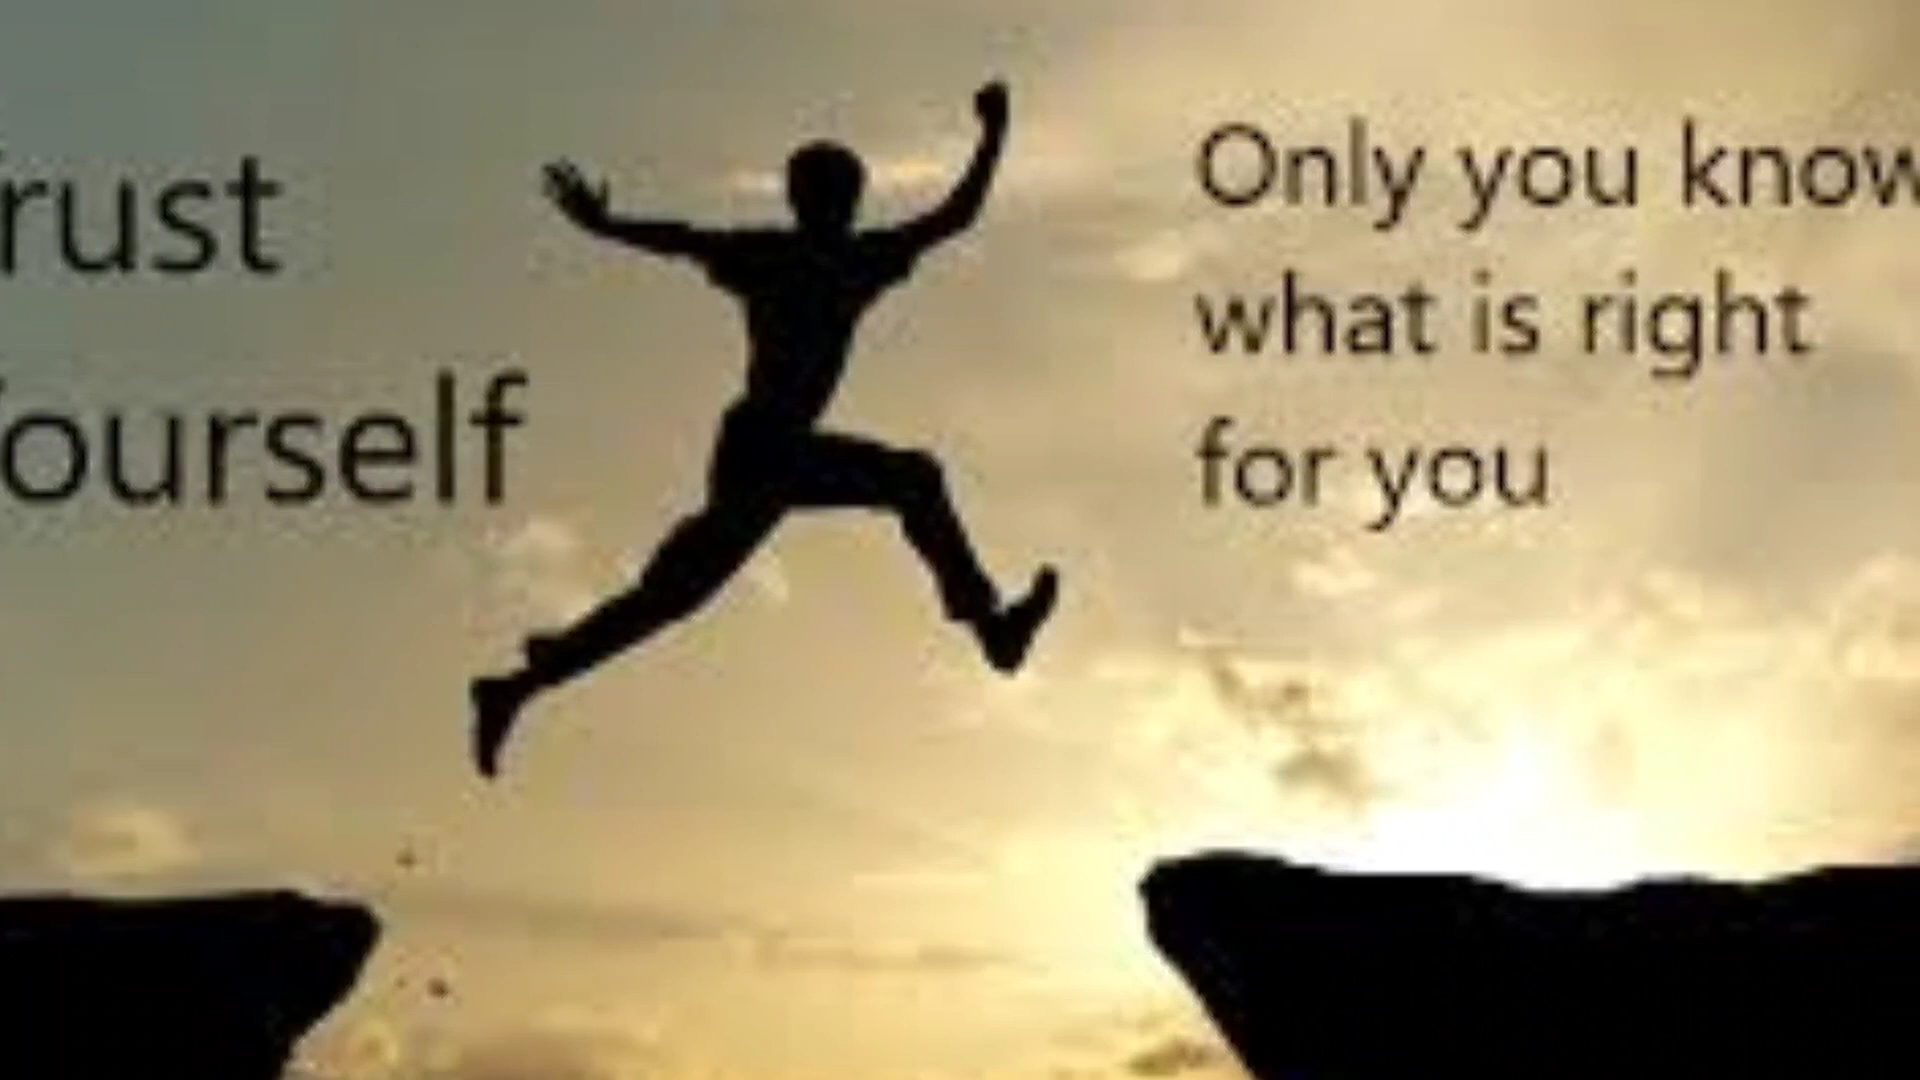 rust
ourself
Only you know
what is right
for you